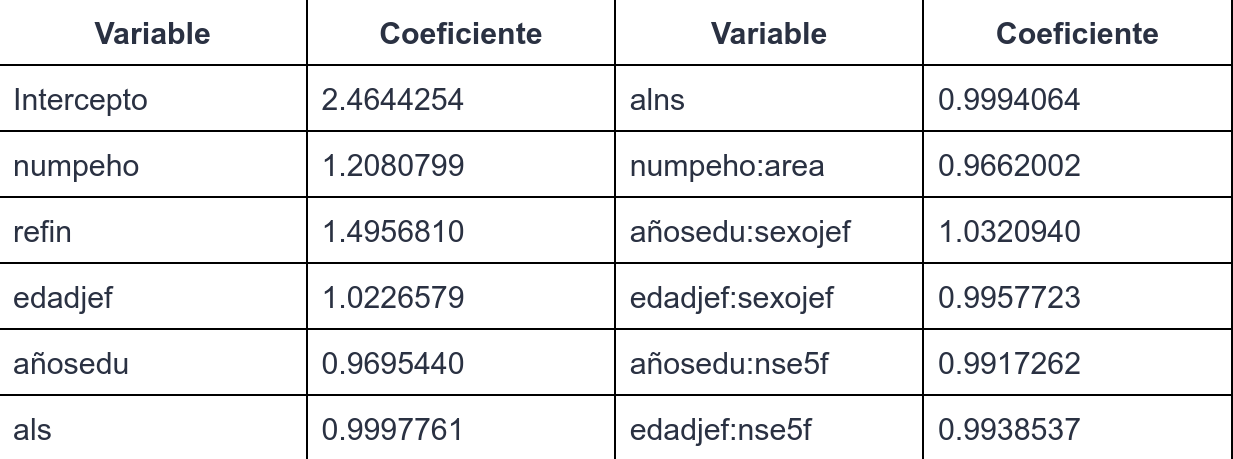 Variable Coeficiente Variable Coeficiente
Intercepto 2.4644254 alns 0.9994064
numpeho 1.2080799 numpeho:area 0.9662002
refin 1.4956810 añosedu:sexojef 1.0320940
edadjef 1.0226579 edadjef:sexojef 0.9957723
añosedu 0.9695440 añosedu:nse5f 0.9917262
als 0.9997761 edadjef:nse5f 0.9938537